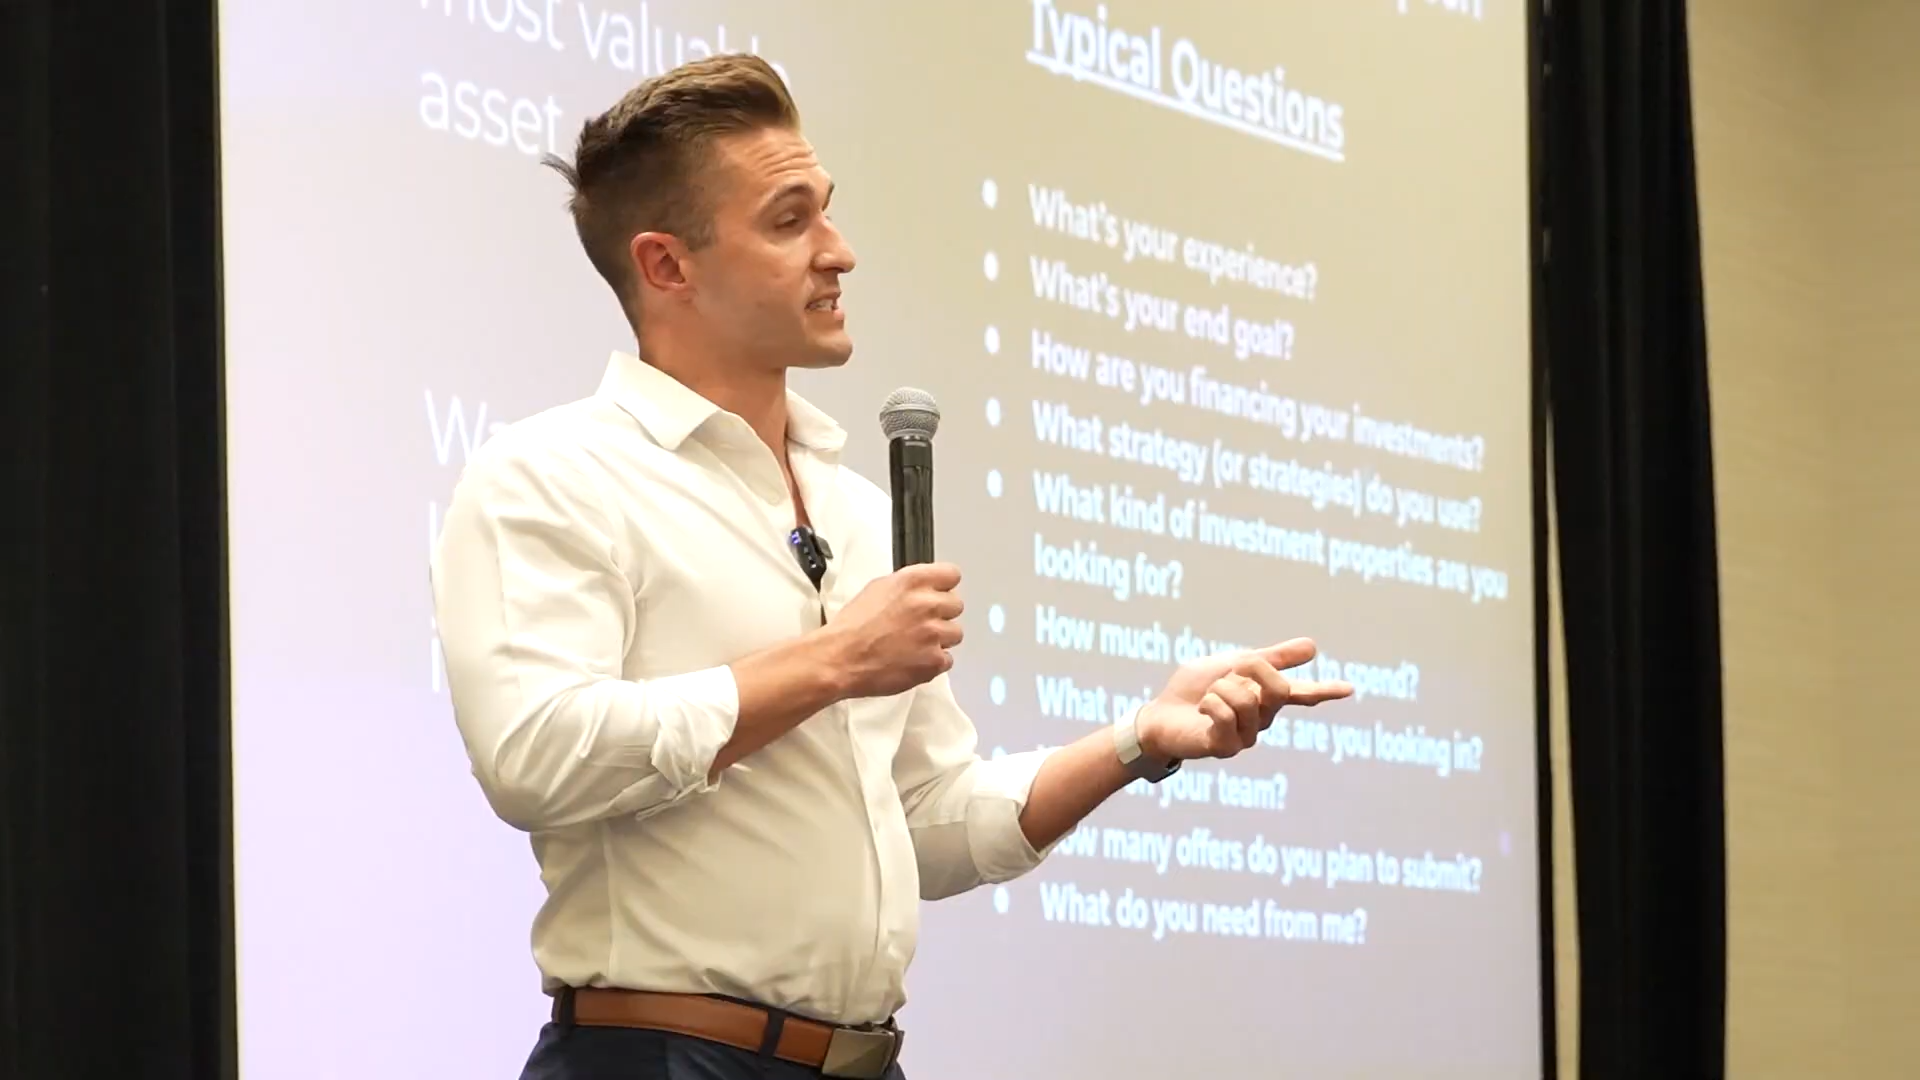 most valuable
asset
Typical Questions
What's your experience?
What's your end goal?
How are you financing your investments?
What strategy (or strategies) do you use?
What kind of investment properties are you
looking for?
How much do to spend?
What are you looking in?
your team?
How many offers do you plan to submit?
What do you need from me?